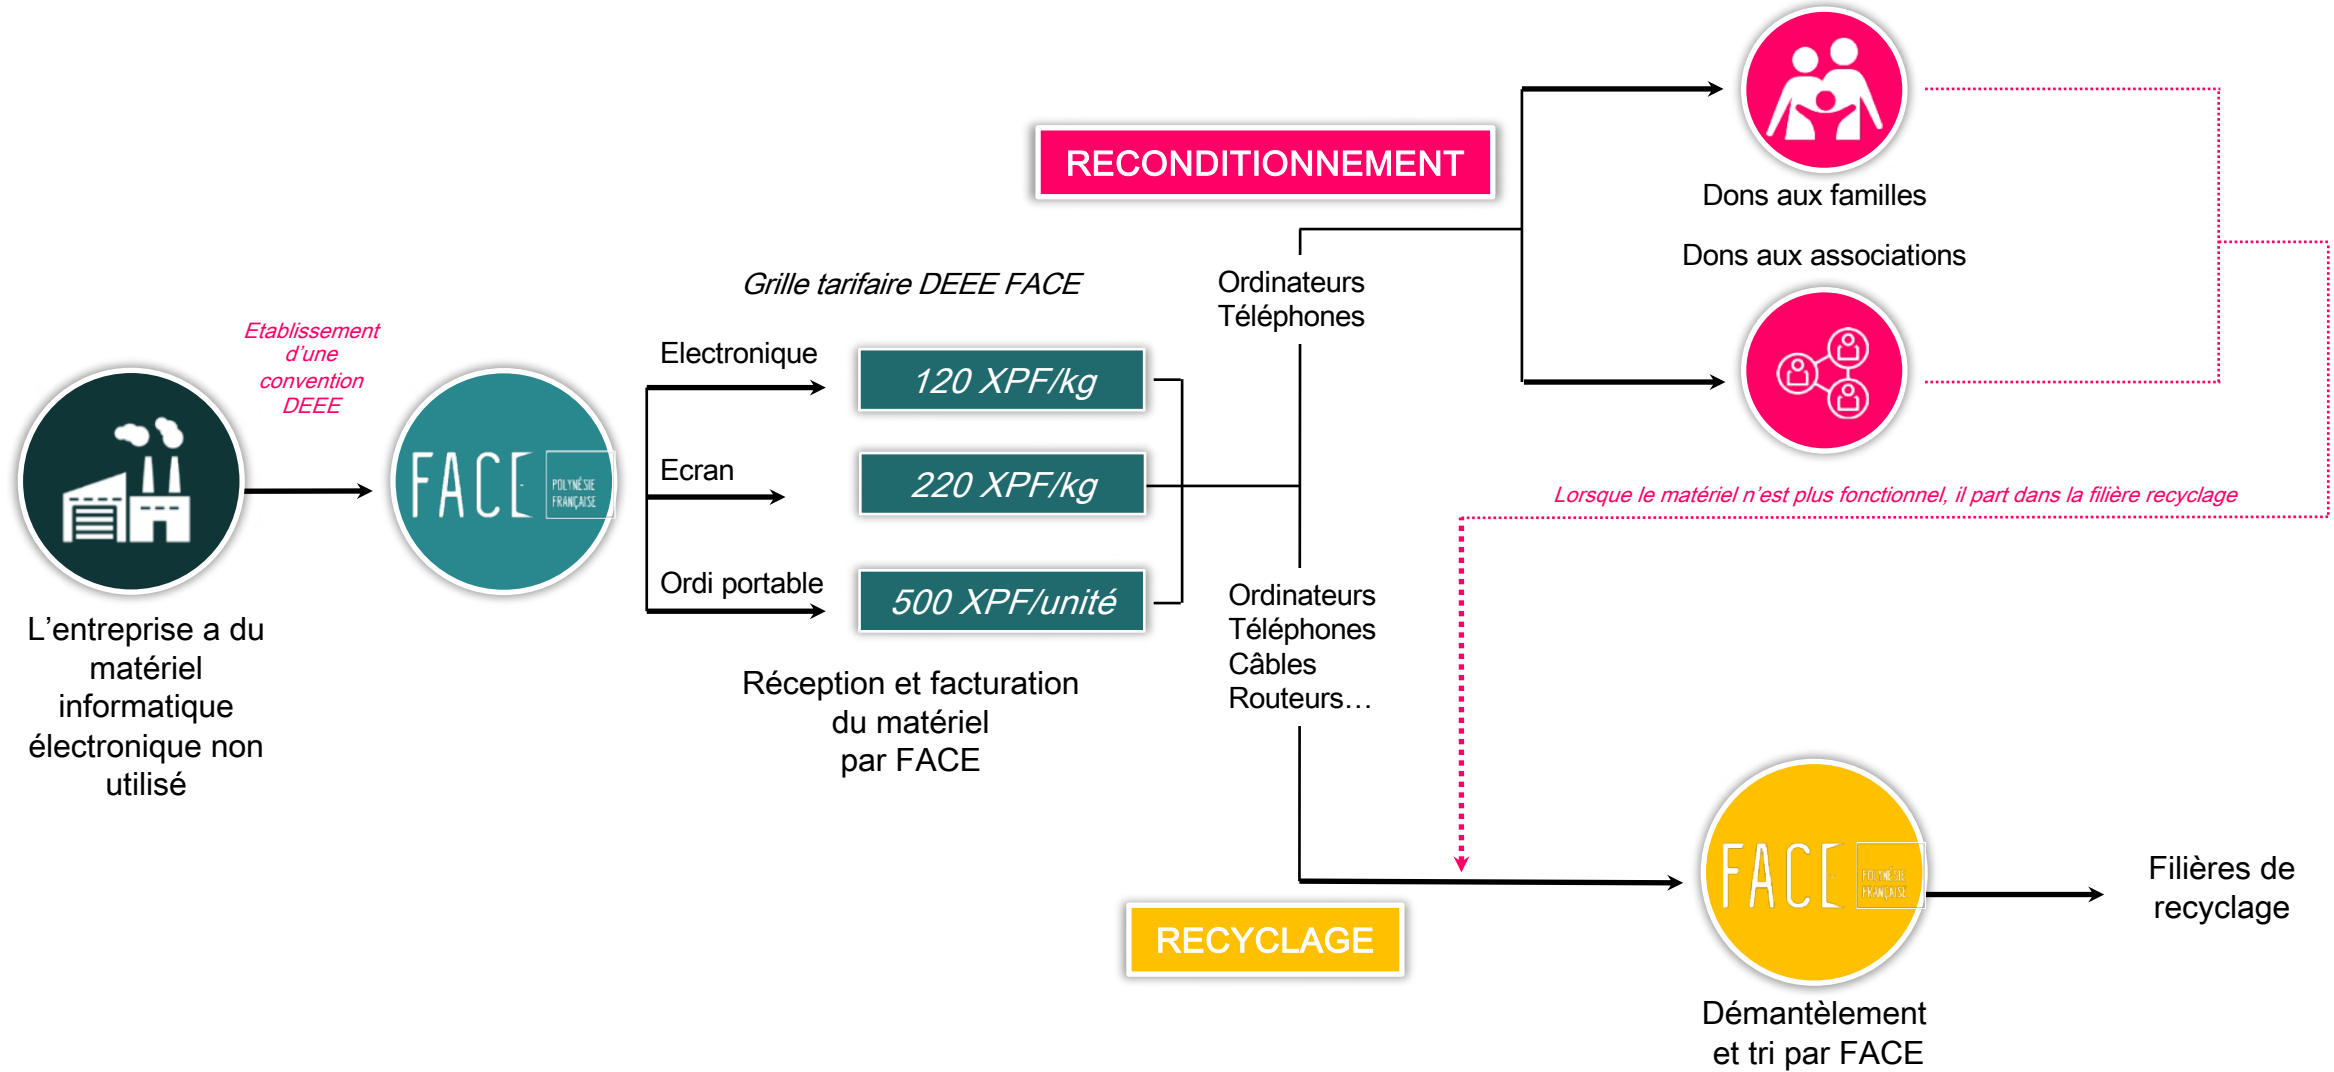 L’entreprise a du
matériel
informatique
électronique non
utilisé
Etablissement
d’une
convention
DEEE
FACE
POLYNÉSIE
FRANÇAISE
Grille tarifaire DEEE FACE
Electronique
120 XPF/kg
Ecran
220 XPF/kg
Ordi portable
500 XPF/unité
Réception et facturation
du matériel
par FACE
RECONDITIONNEMENT
Ordinateurs
Téléphones
Dons aux familles
Dons aux associations
Lorsque le matériel n’est plus fonctionnel, il part dans la filière recyclage
Ordinateurs
Téléphones
Câbles
Routeurs…
RECYCLAGE
FACE
POLYNÉSIE
FRANÇAISE
Démantèlement
et tri par FACE
Filières de
recyclage